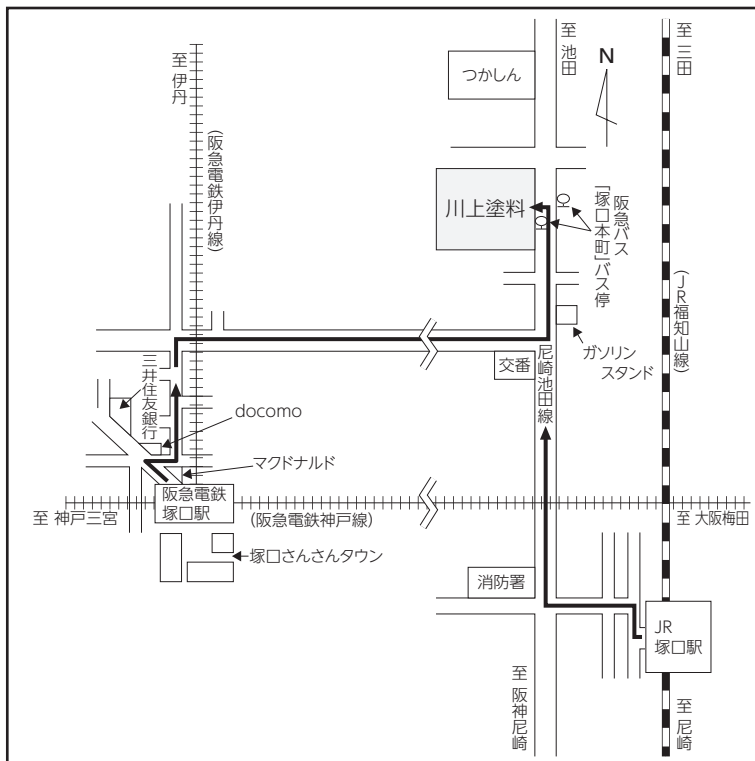 至 伊丹
(阪急電鉄伊丹線)
つかしん
至 池田
N
至 三田
川上塗料
阪急バス
「塚口本町」バス停
(JR福知山線)
ガソリン
スタンド
交番
尼崎池田線
三井住友銀行
docomo
マクドナルド
阪急電鉄
塚口駅
至 神戸三宮
(阪急電鉄神戸線)
至 大阪梅田
塚口さんさんタウン
消防署
JR
塚口駅
至 阪神尼崎
至 尼崎